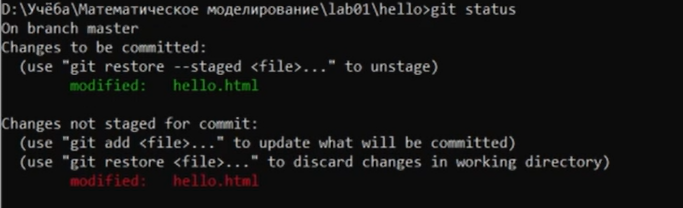 D:\Учёба\Математическое моделирование\lab01\hello>git status
On branch master
Changes to be committed:
  (use "git restore --staged <file>..." to unstage)
        modified:   hello.html

Changes not staged for commit:
  (use "git add <file>..." to update what will be committed)
  (use "git restore <file>..." to discard changes in working directory)
        modified:   hello.html